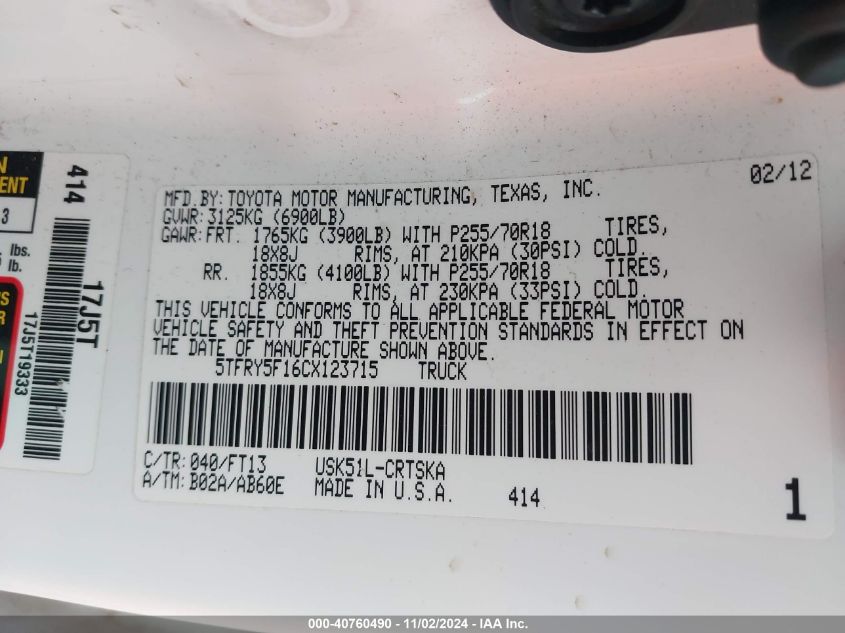 N
ENT
3
lbs.
lb.
S
R
N
414
17J5T
17J5T19333
02/12
MFD.BY:TOYOTA MOTOR MANUFACTURING, TEXAS, INC.
GVWR:3125KG (6900LB)
GAWR:FRT. 1765KG (3900LB) WITH P255/70R18 TIRES,
18X8J RIMS, AT 210KPA (30PSI) COLD.
RR. 1855KG (4100LB) WITH P255/70R18 TIRES,
18X8J RIMS, AT 230KPA (33PSI) COLD.
THIS VEHICLE CONFORMS TO ALL APPLICABLE FEDERAL MOTOR
VEHICLE SAFETY AND THEFT PREVENTION STANDARDS IN EFFECT ON
THE DATE OF MANUFACTURE SHOWN ABOVE.
5TFRY5F16CX123715 TRUCK
C/TR:040/FT13 USK51L-CRTSKA
A/TM:B02A/AB60E MADE IN U.S.A. 414 1
000-40760490 - 11/02/2024 - IAA Inc.